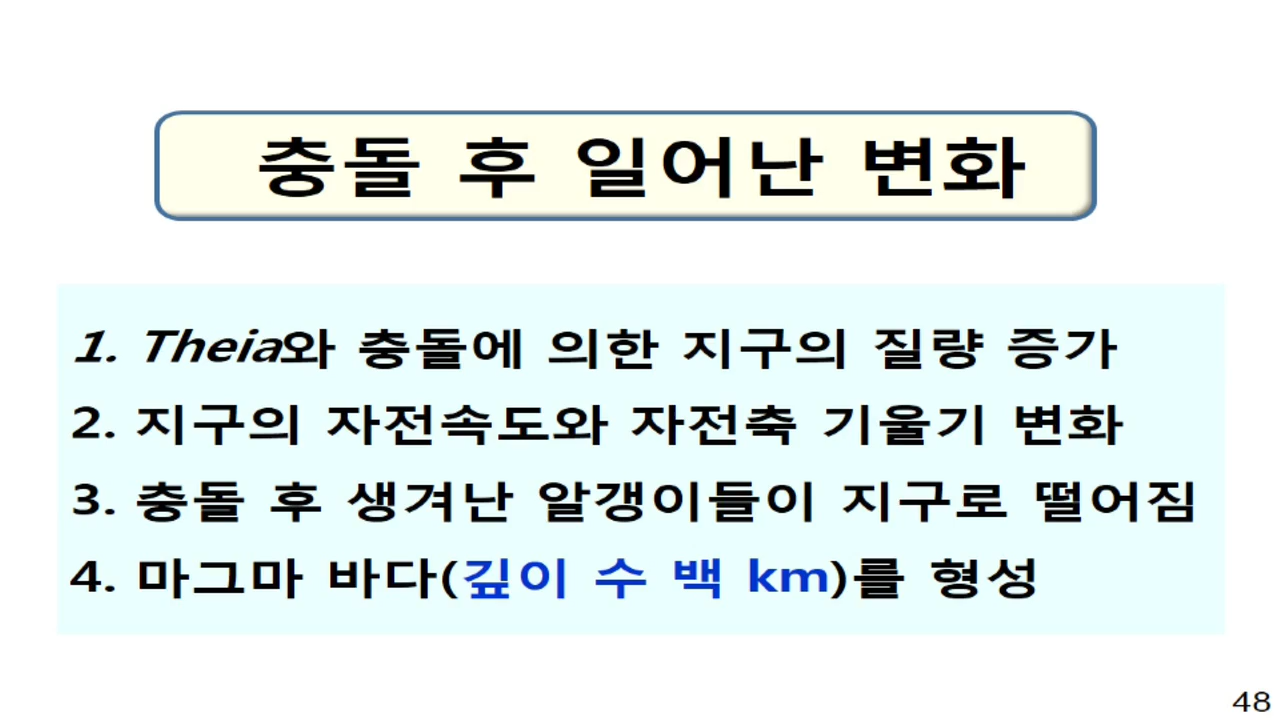 충돌 후 일어난 변화
1. Theia와 충돌에 의한 지구의 질량 증가
2. 지구의 자전속도와 자전축 기울기 변화
3. 충돌 후 생겨난 알갱이들이 지구로 떨어짐
4. 마그마 바다(깊이 수 백 km)를 형성
48